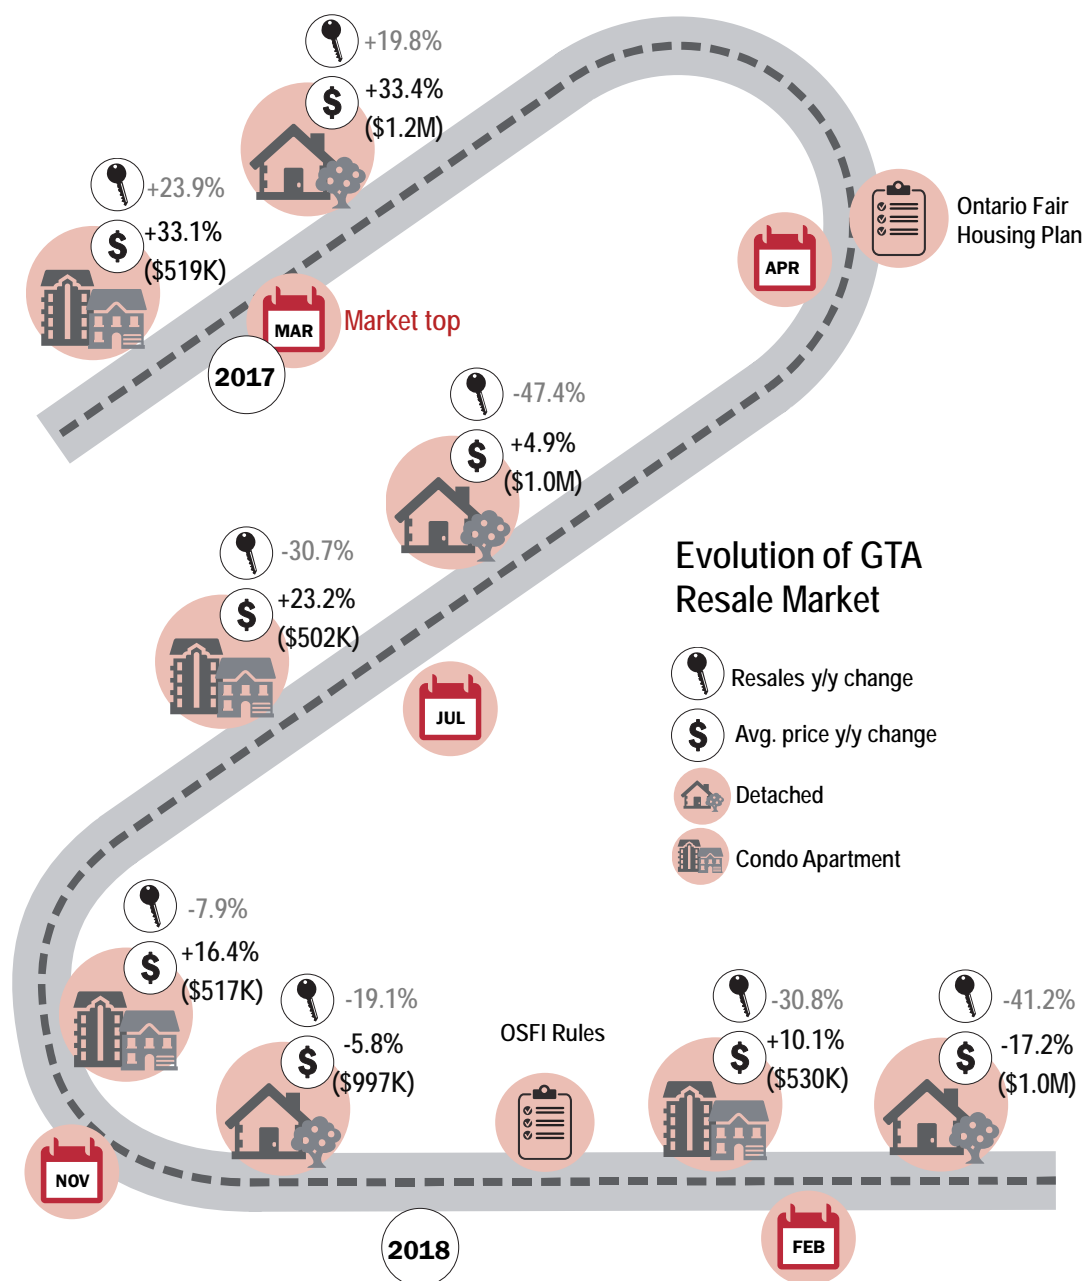 +19.8%
+33.4%
($1.2M)
+23.9%
+33.1%
($519K)
MAR
Market top
2017
APR
Ontario Fair
Housing Plan
-47.4%
+4.9%
($1.0M)
-30.7%
+23.2%
($502K)
JUL
Evolution of GTA
Resale Market
Resales y/y change
$ Avg. price y/y change
Detached
Condo Apartment
-7.9%
+16.4%
($517K)
-19.1%
-5.8%
($997K)
NOV
OSFI Rules
2018
-30.8%
+10.1%
($530K)
-41.2%
-17.2%
($1.0M)
FEB